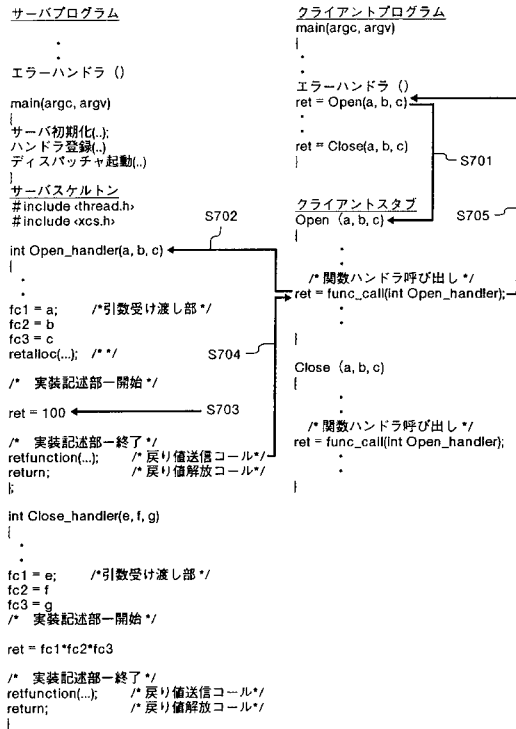 サーバプログラム
・
・
エラーハンドラ ()
main(argc, argv)
{
サーバ初期化(..);
ハンドラ登録(..)
ディスパッチャ起動(..)
}
サーバスケルトン
#include <thread.h>
#include <xcs.h>
int Open_handler(a, b, c)
{
・
・
fc1 = a; /*引数受け渡し部 */
fc2 = b
fc3 = c
retalloc(...); /* */
/* 実装記述部ー開始 */
ret = 100
/* 実装記述部ー終了 */
retfunction(...); /* 戻り値送信コール*/
return; /* 戻り値解放コール*/
};
int Close_handler(e, f, g)
{
・
・
fc1 = e; /*引数受け渡し部 */
fc2 = f
fc3 = g
/* 実装記述部ー開始 */
ret = fc1*fc2*fc3
/* 実装記述部ー終了 */
retfunction(...); /* 戻り値送信コール*/
return; /* 戻り値解放コール*/
}
クライアントプログラム
main(argc, argv)
{
・
・
エラーハンドラ ()
ret = Open(a, b, c)
・
・
ret = Close(a, b, c)
}
クライアントスタブ
Open (a, b, c)
{
・
・
/* 関数ハンドラ呼び出し */
ret = func_call(int Open_handler);
・
・
}
Close (a, b, c)
{
・
・
/* 関数ハンドラ呼び出し */
ret = func_call(int Open_handler);
・
・
}
S701
S702
S703
S704
S705